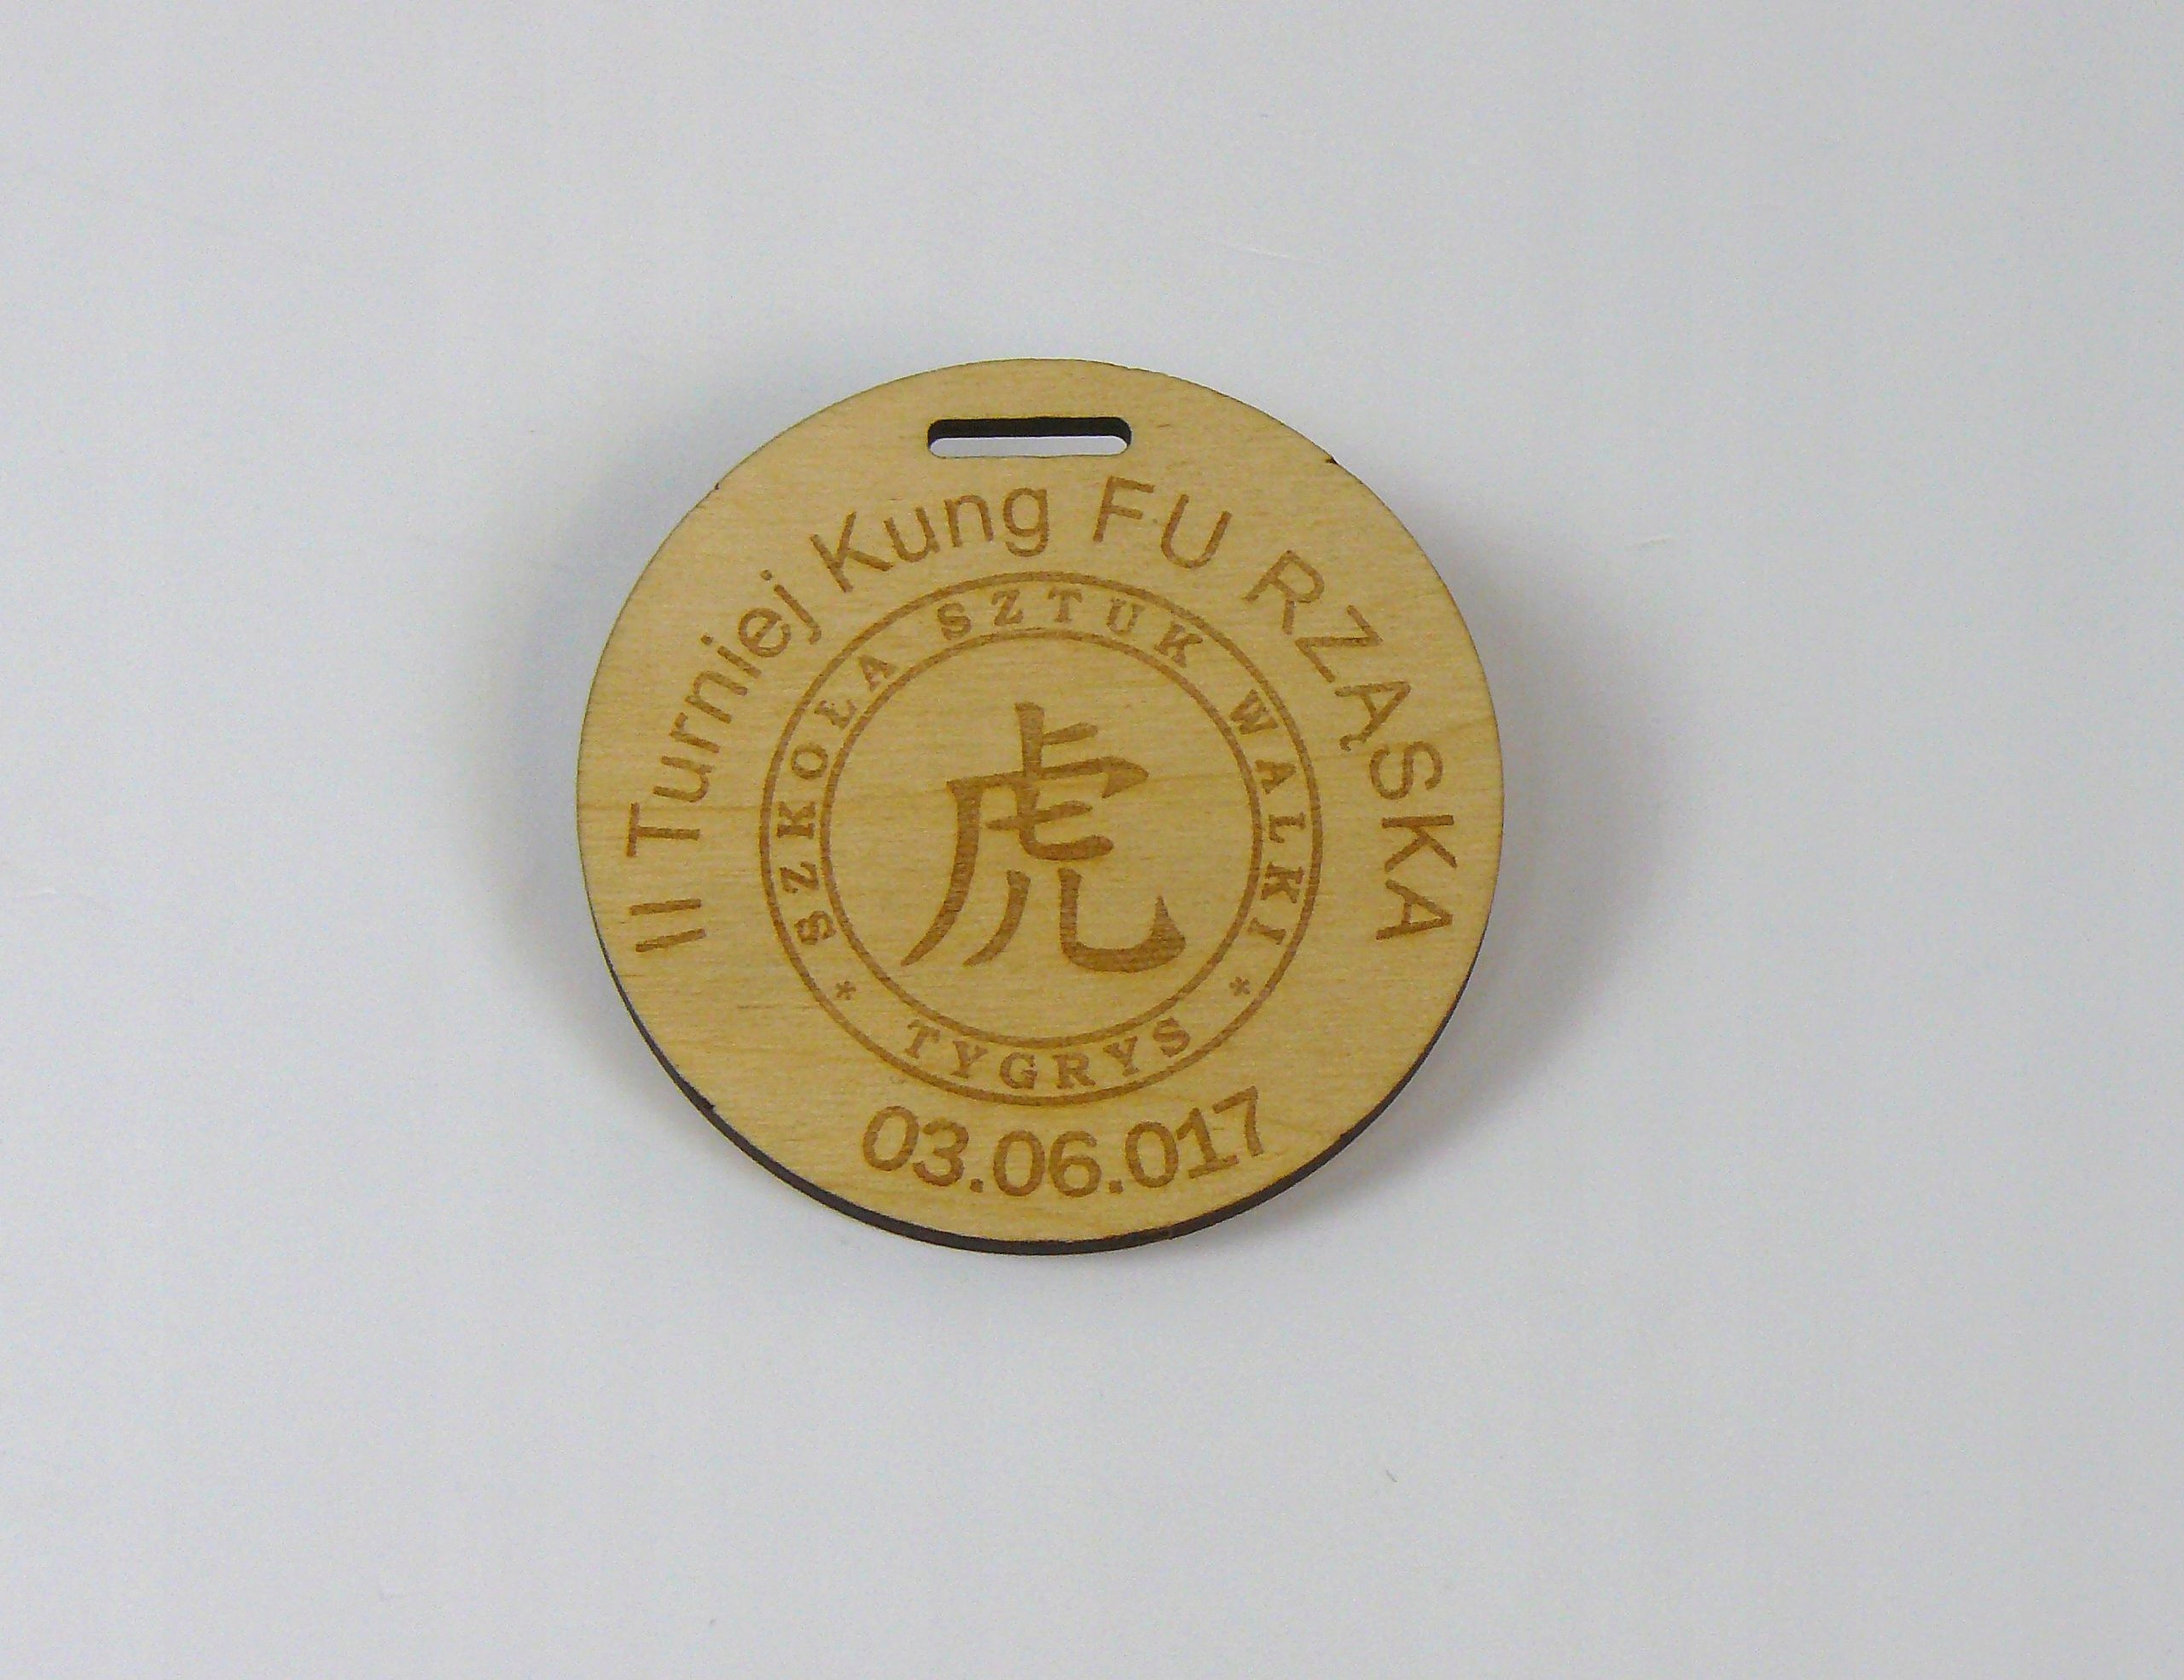 II Turniej Kung FU RZĄSKA
SZKOŁA SZTUK WALKI
虎
* TYGRYS *
03.06.017